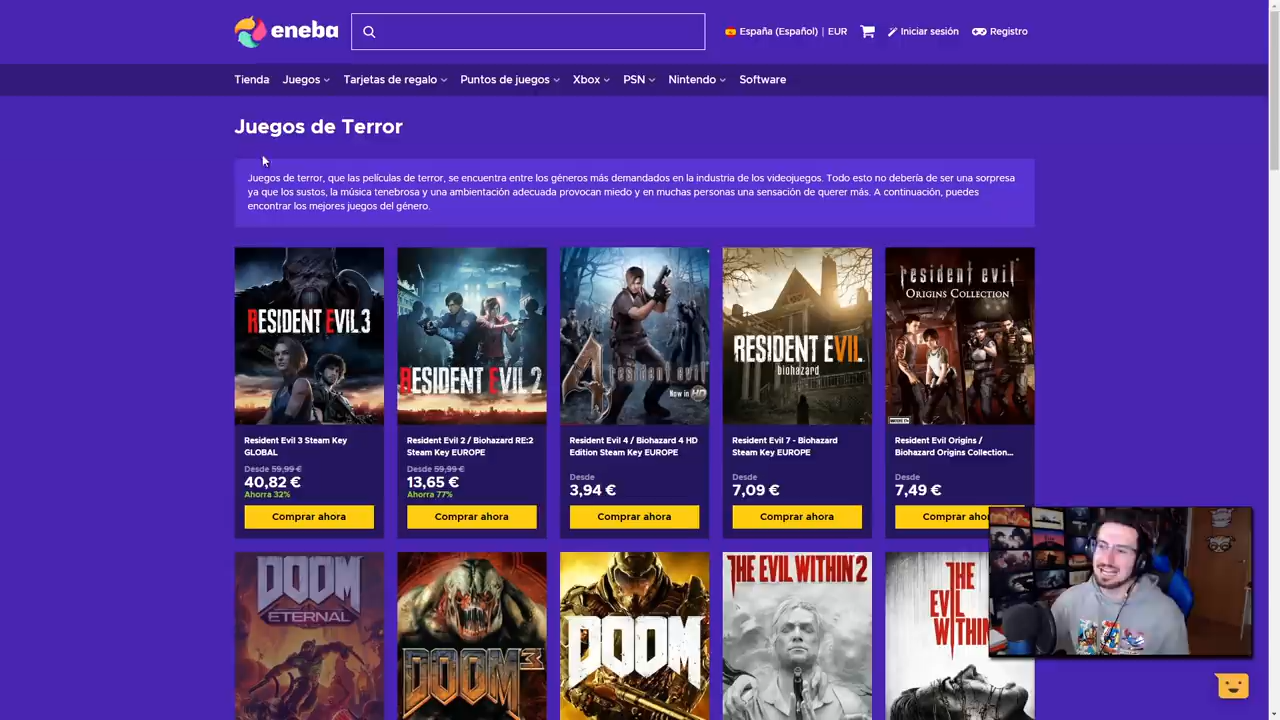 eneba
España (Español) | EUR
Iniciar sesión
Registro
Tienda
Juegos
Tarjetas de regalo
Puntos de juegos
Xbox
PSN
Nintendo
Software
Juegos de Terror
Juegos de terror, que las películas de terror, se encuentra entre los géneros más demandados en la industria de los videojuegos. Todo esto no debería de ser una sorpresa
ya que los sustos, la música tenebrosa y una ambientación adecuada provocan miedo y en muchas personas una sensación de querer más. A continuación, puedes
encontrar los mejores juegos del género.
RESIDENT EVIL 3
Resident Evil 3 Steam Key
GLOBAL
Desde 59,99 €
40,82 €
Ahorra 32%
Comprar ahora
RESIDENT EVIL 2
Resident Evil 2 / Biohazard RE:2
Steam Key EUROPE
Desde 59,99 €
13,65 €
Ahorra 77%
Comprar ahora
4 resident evil
Now in HD
Resident Evil 4 / Biohazard 4 HD
Edition Steam Key EUROPE
Desde
3,94 €
Comprar ahora
RESIDENT EVIL
biohazard
Resident Evil 7 - Biohazard
Steam Key EUROPE
Desde
7,09 €
Comprar ahora
resident evil
ORIGINS COLLECTION
Resident Evil Origins /
Biohazard Origins Collection...
Desde
7,49 €
Comprar aho
DOOM
ETERNAL
DOOM 3
DOOM
THE EVIL WITHIN 2
THE
EVIL
WITHIN